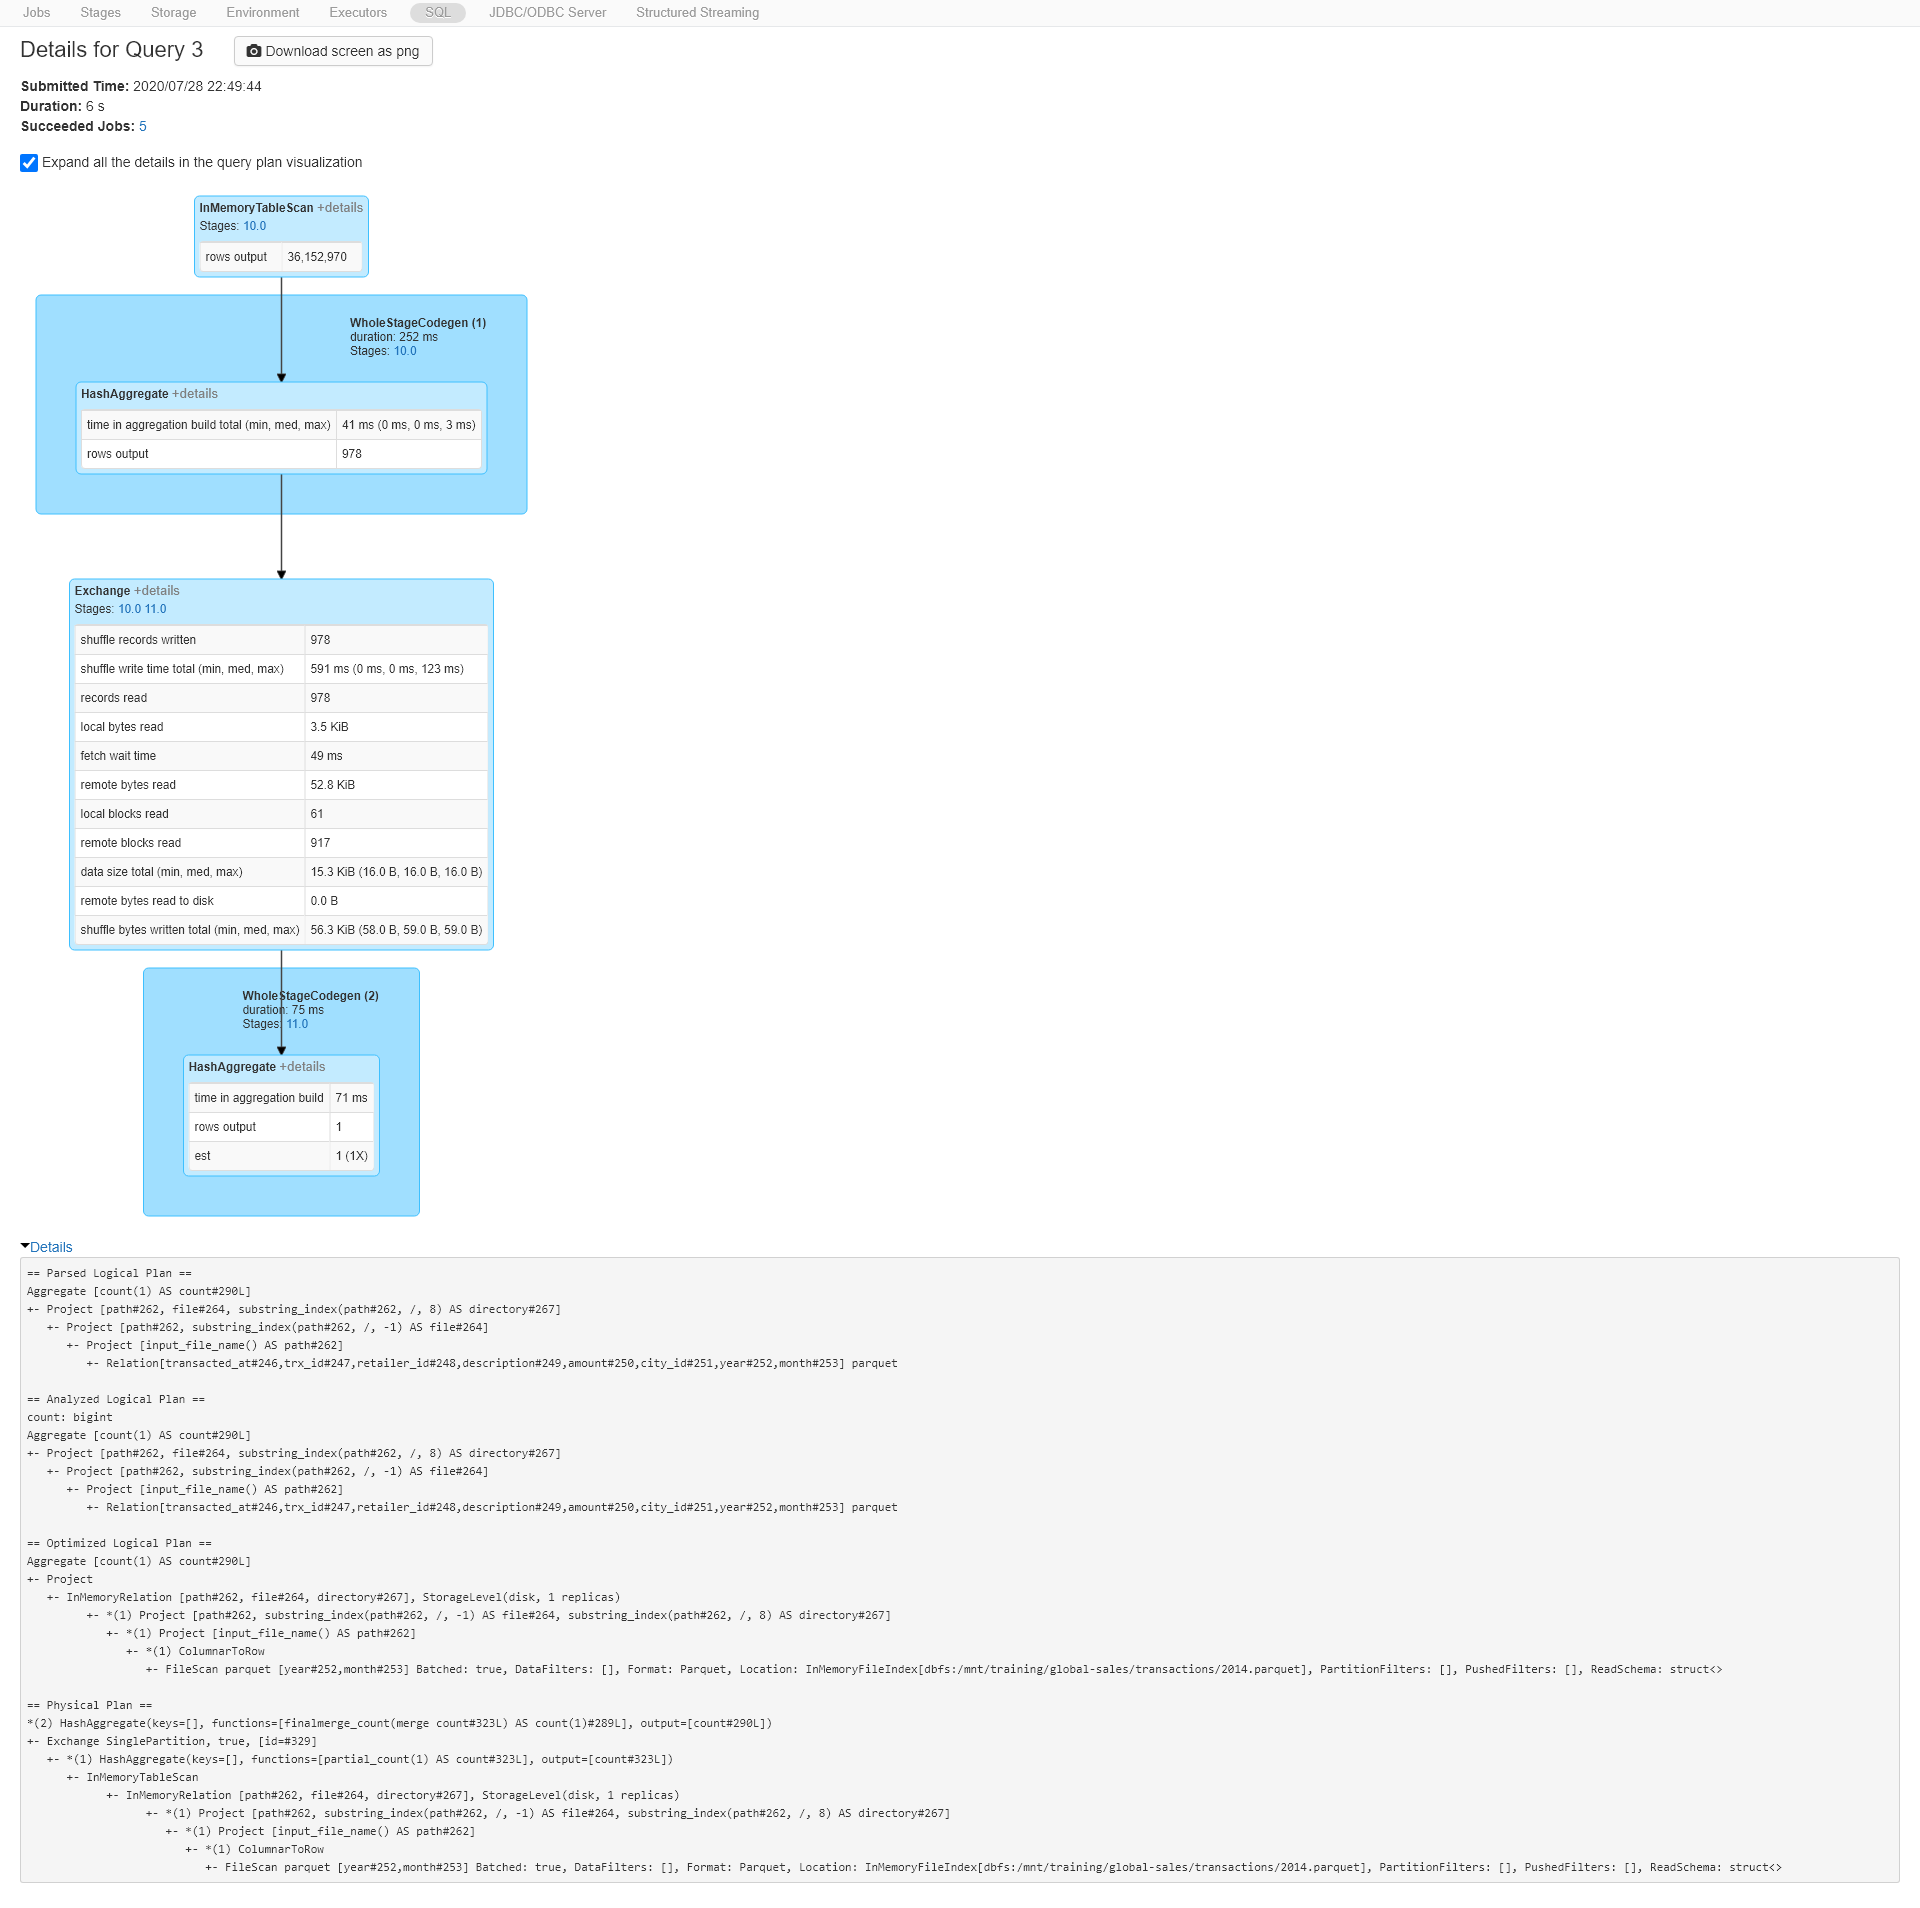 Jobs Stages Storage Environment Executors SQL JDBC/ODBC Server Structured Streaming
Details for Query 3 Download screen as png
Submitted Time: 2020/07/28 22:49:44
Duration: 6 s
Succeeded Jobs: 5
Expand all the details in the query plan visualization
InMemoryTableScan +details
Stages: 10.0
rows output 36,152,970
WholeStageCodegen (1)
duration: 252 ms
Stages: 10.0
HashAggregate +details
time in aggregation build total (min, med, max) 41 ms (0 ms, 0 ms, 3 ms)
rows output 978
Exchange +details
Stages: 10.0 11.0
shuffle records written 978
shuffle write time total (min, med, max) 591 ms (0 ms, 0 ms, 123 ms)
records read 978
local bytes read 3.5 KiB
fetch wait time 49 ms
remote bytes read 52.8 KiB
local blocks read 61
remote blocks read 917
data size total (min, med, max) 15.3 KiB (16.0 B, 16.0 B, 16.0 B)
remote bytes read to disk 0.0 B
shuffle bytes written total (min, med, max) 56.3 KiB (58.0 B, 59.0 B, 59.0 B)
WholeStageCodegen (2)
duration: 75 ms
Stages: 11.0
HashAggregate +details
time in aggregation build 71 ms
rows output 1
est 1 (1X)
Details
== Parsed Logical Plan ==
Aggregate [count(1) AS count#290L]
+- Project [path#262, file#264, substring_index(path#262, /, 8) AS directory#267]
   +- Project [path#262, substring_index(path#262, /, -1) AS file#264]
      +- Project [input_file_name() AS path#262]
         +- Relation[transacted_at#246,trx_id#247,retailer_id#248,description#249,amount#250,city_id#251,year#252,month#253] parquet
== Analyzed Logical Plan ==
count: bigint
Aggregate [count(1) AS count#290L]
+- Project [path#262, file#264, substring_index(path#262, /, 8) AS directory#267]
   +- Project [path#262, substring_index(path#262, /, -1) AS file#264]
      +- Project [input_file_name() AS path#262]
         +- Relation[transacted_at#246,trx_id#247,retailer_id#248,description#249,amount#250,city_id#251,year#252,month#253] parquet
== Optimized Logical Plan ==
Aggregate [count(1) AS count#290L]
+- Project
   +- InMemoryRelation [path#262, file#264, directory#267], StorageLevel(disk, 1 replicas)
         +- *(1) Project [path#262, substring_index(path#262, /, -1) AS file#264, substring_index(path#262, /, 8) AS directory#267]
            +- *(1) Project [input_file_name() AS path#262]
               +- *(1) ColumnarToRow
                  +- FileScan parquet [year#252,month#253] Batched: true, DataFilters: [], Format: Parquet, Location: InMemoryFileIndex[dbfs:/mnt/training/global-sales/transactions/2014.parquet], PartitionFilters: [], PushedFilters: [], ReadSchema: struct<>
== Physical Plan ==
*(2) HashAggregate(keys=[], functions=[finalmerge_count(merge count#323L) AS count(1)#289L], output=[count#290L])
+- Exchange SinglePartition, true, [id=#329]
   +- *(1) HashAggregate(keys=[], functions=[partial_count(1) AS count#323L], output=[count#323L])
      +- InMemoryTableScan
            +- InMemoryRelation [path#262, file#264, directory#267], StorageLevel(disk, 1 replicas)
                  +- *(1) Project [path#262, substring_index(path#262, /, -1) AS file#264, substring_index(path#262, /, 8) AS directory#267]
                     +- *(1) Project [input_file_name() AS path#262]
                        +- *(1) ColumnarToRow
                           +- FileScan parquet [year#252,month#253] Batched: true, DataFilters: [], Format: Parquet, Location: InMemoryFileIndex[dbfs:/mnt/training/global-sales/transactions/2014.parquet], PartitionFilters: [], PushedFilters: [], ReadSchema: struct<>